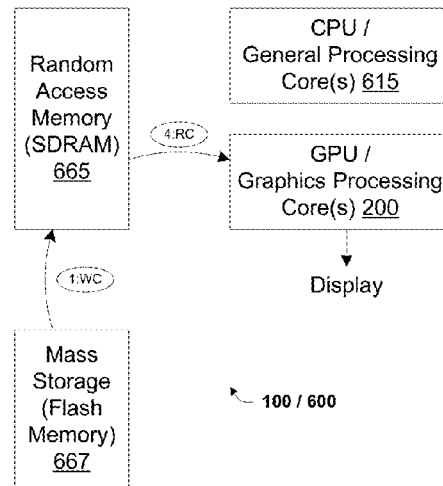 Random
Access
Memory
(SDRAM)
665
CPU /
General Processing
Core(s) 615
4:RC
GPU /
Graphics Processing
Core(s) 200
Display
1:WC
Mass
Storage
(Flash
Memory)
667
100 / 600